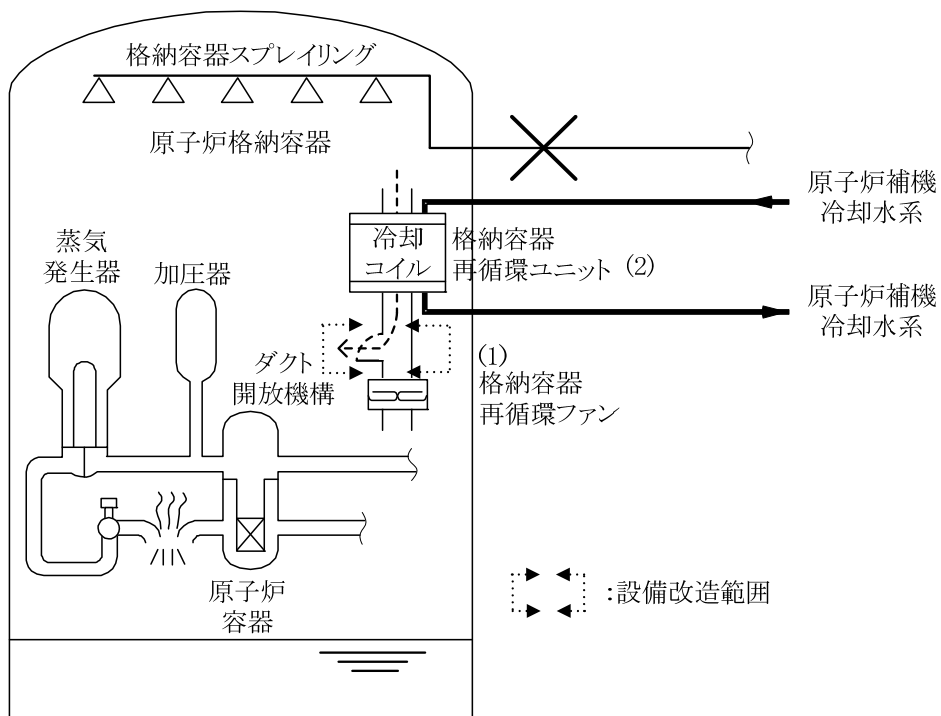 格納容器スプレイリング
原子炉格納容器
原子炉補機
冷却水系
冷却
コイル
格納容器
再循環ユニット (2)
蒸気
発生器
加圧器
原子炉補機
冷却水系
ダクト
開放機構
(1)
格納容器
再循環ファン
原子炉
容器
:設備改造範囲